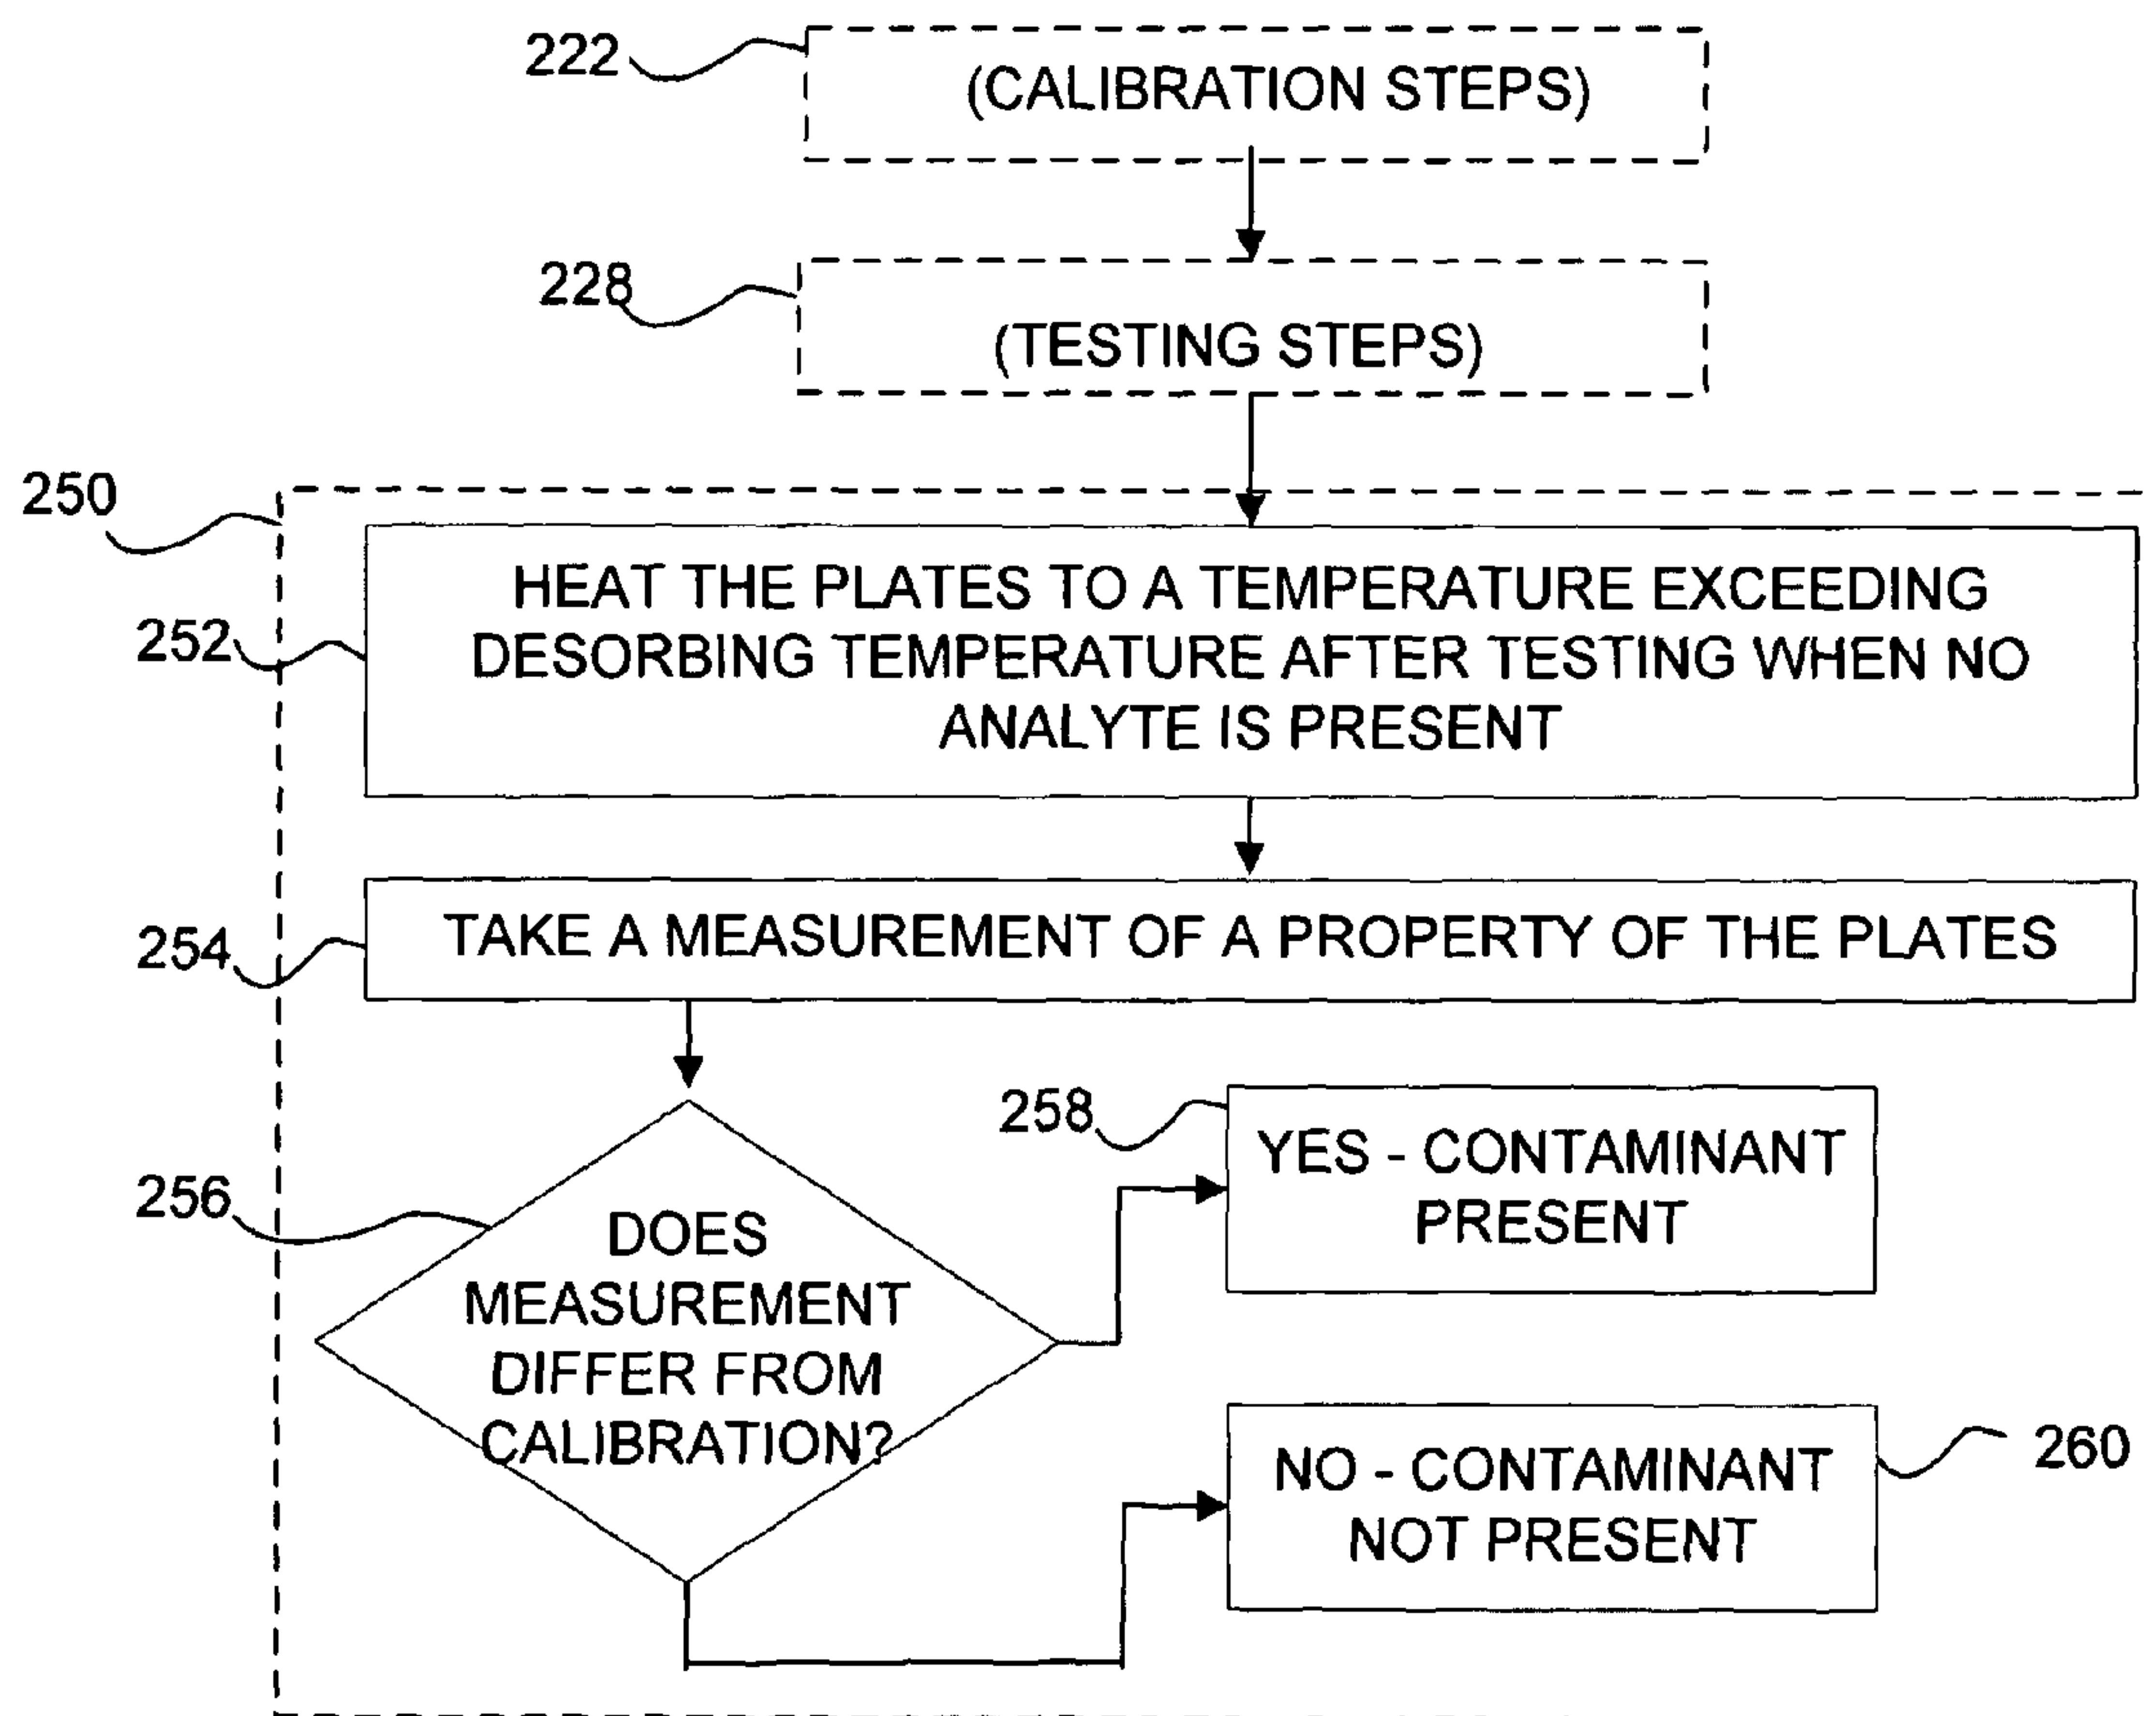 222
(CALIBRATION STEPS)
228
(TESTING STEPS)
250
252
HEAT THE PLATES TO A TEMPERATURE EXCEEDING
DESORBING TEMPERATURE AFTER TESTING WHEN NO
ANALYTE IS PRESENT
254
TAKE A MEASUREMENT OF A PROPERTY OF THE PLATES
256
DOES
MEASUREMENT
DIFFER FROM
CALIBRATION?
258
YES - CONTAMINANT
PRESENT
NO - CONTAMINANT
NOT PRESENT
260